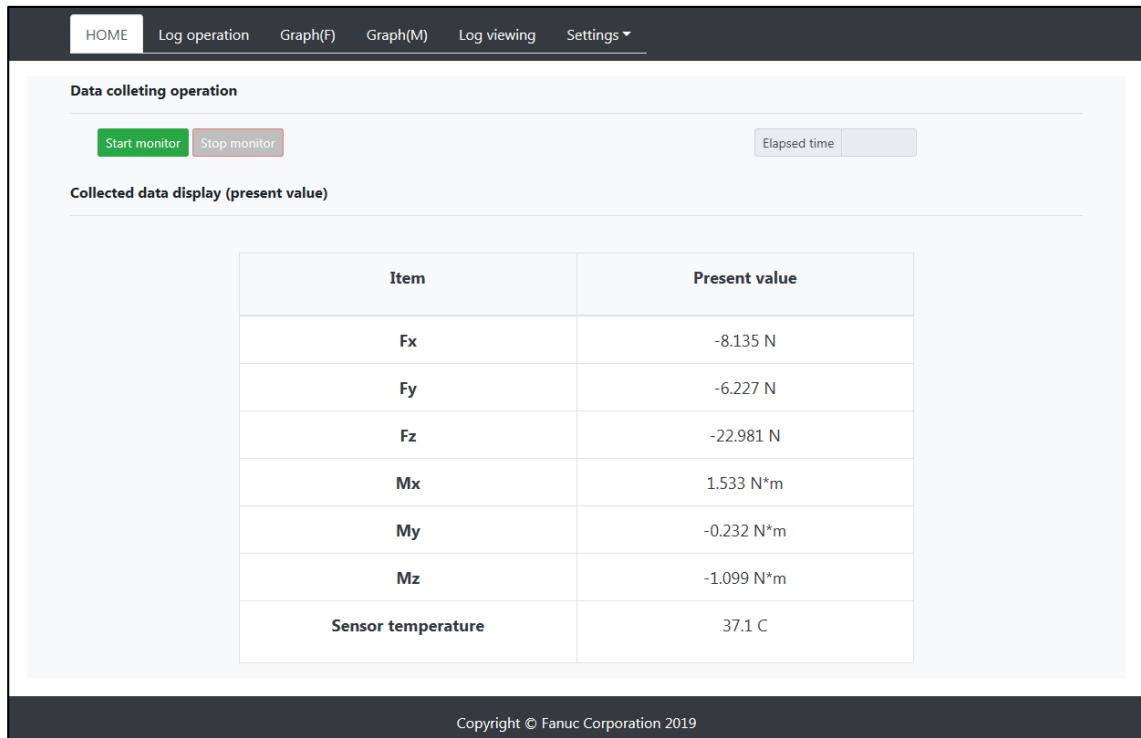 HOME Log operation Graph(F) Graph(M) Log viewing Settings
Data colleting operation
Start monitor Stop monitor Elapsed time
Collected data display (present value)
Item Present value
Fx -8.135 N
Fy -6.227 N
Fz -22.981 N
Mx 1.533 N*m
My -0.232 N*m
Mz -1.099 N*m
Sensor temperature 37.1 C
Copyright © Fanuc Corporation 2019